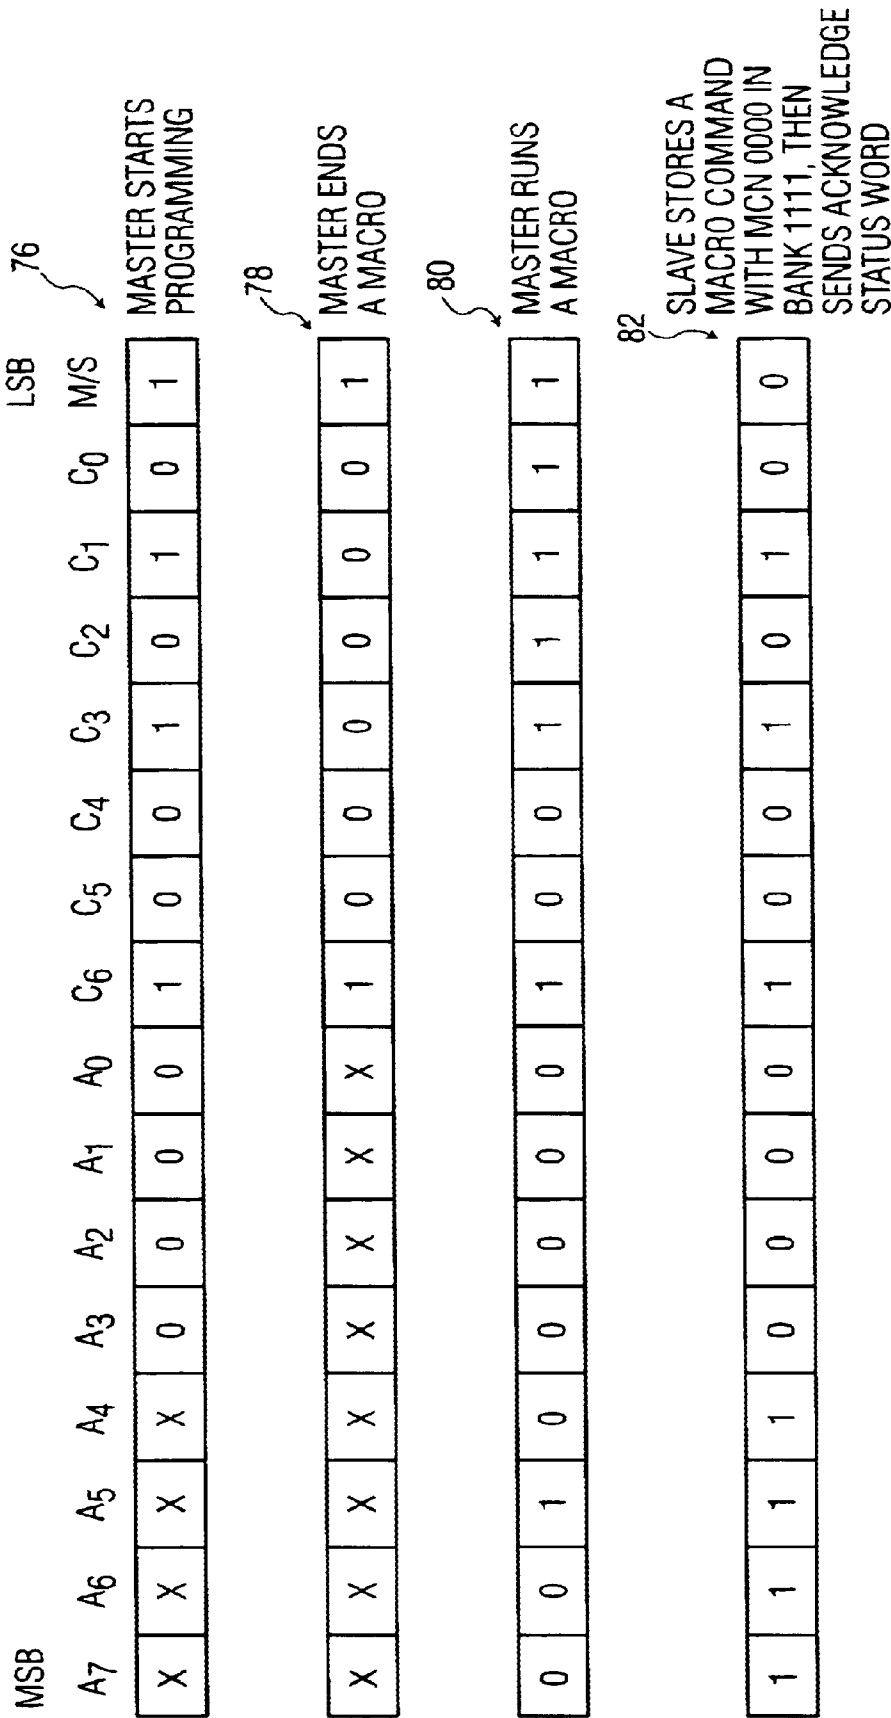 MSB LSB
A7 A6 A5 A4 A3 A2 A1 A0 C6 C5 C4 C3 C2 C1 C0 M/S 76
X X X X 0 0 0 0 1 0 0 1 0 1 0 1 MASTER STARTS
PROGRAMMING
78
X X X X X X X X 1 0 0 0 0 0 0 1 MASTER ENDS
A MACRO
80
0 0 1 0 0 0 0 0 1 0 0 1 1 1 1 1 MASTER RUNS
A MACRO
82
1 1 1 1 0 0 0 0 1 0 0 1 0 1 0 0 SLAVE STORES A
MACRO COMMAND
WITH MCN 0000 IN
BANK 1111, THEN
SENDS ACKNOWLEDGE
STATUS WORD